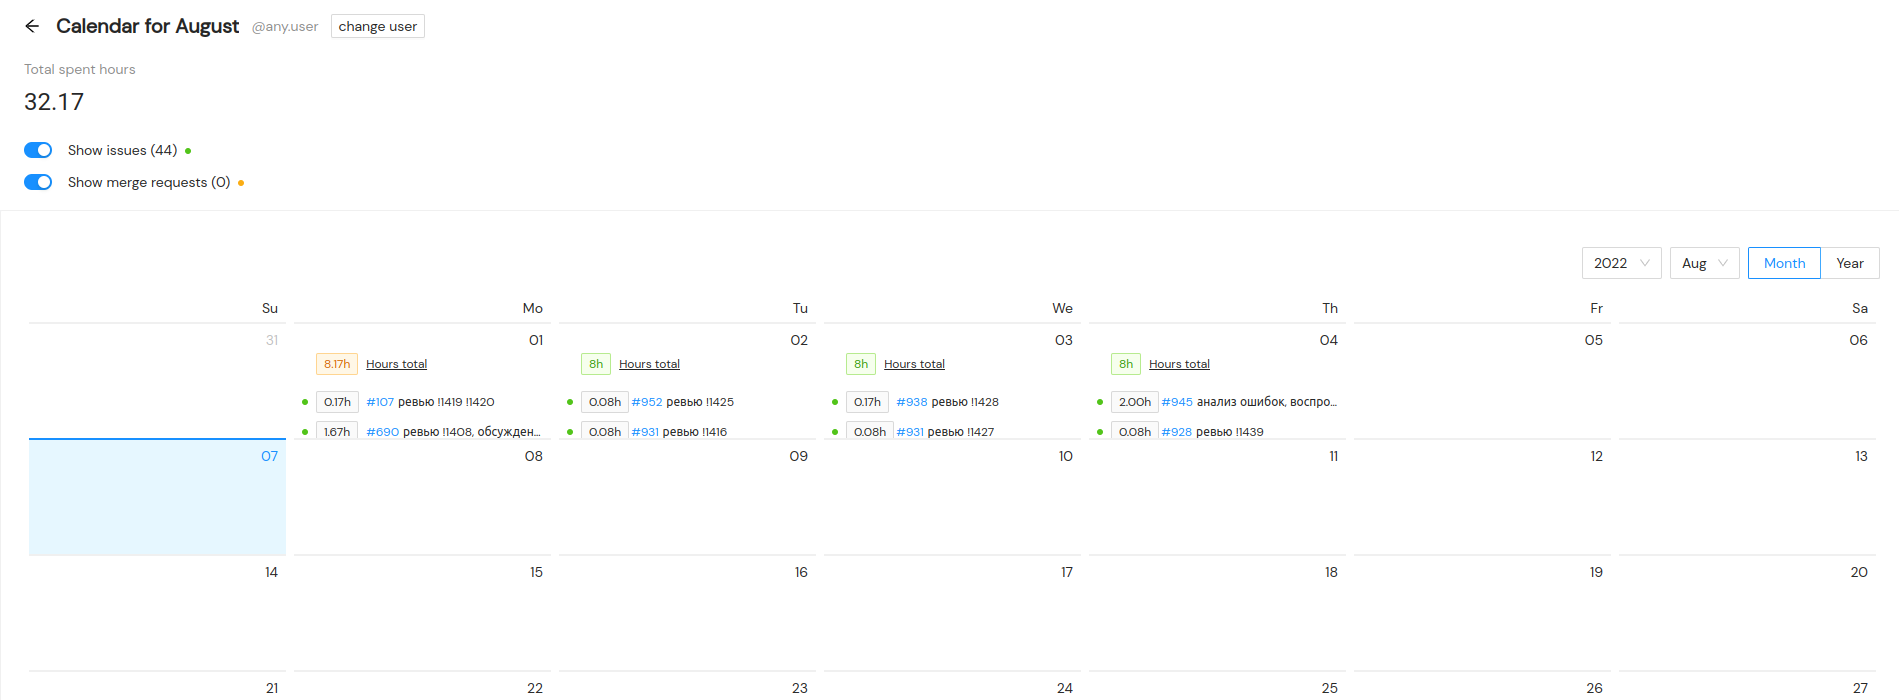 Calendar for August @any.user change user
Total spent hours
32.17
Show issues (44)
Show merge requests (0)
2022 Aug Month Year
Su Mo Tu We Th Fr Sa
31 01 02 03 04 05 06
8.17h Hours total 8h Hours total 8h Hours total 8h Hours total
0.17h #107 ревью !1419 !1420 0.08h #952 ревью !1425 0.17h #938 ревью !1428 2.00h #945 анализ ошибок, воспро...
1.67h #690 ревью !1408, обсужден... 0.08h #931 ревью !1416 0.08h #931 ревью !1427 0.08h #928 ревью !1439
07 08 09 10 11 12 13
14 15 16 17 18 19 20
21 22 23 24 25 26 27